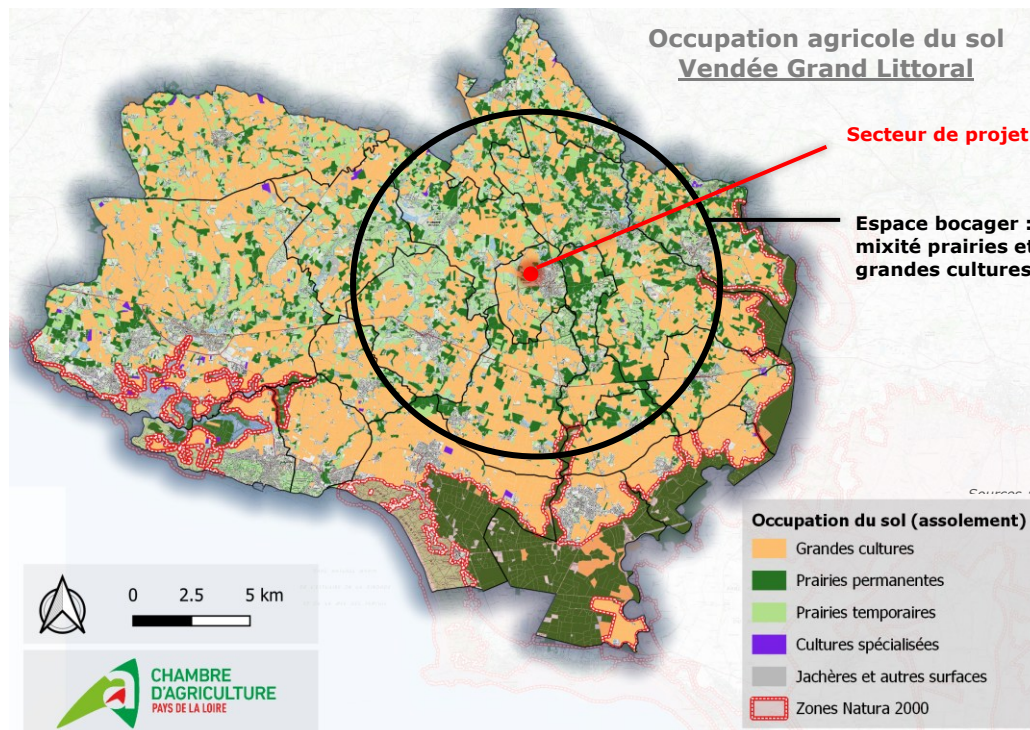 Occupation agricole du sol
Vendée Grand Littoral
Secteur de projet
Espace bocager :
mixité prairies et
grandes cultures
Occupation du sol (assolement)
Grandes cultures
Prairies permanentes
Prairies temporaires
Cultures spécialisées
Jachères et autres surfaces
Zones Natura 2000
0 2.5 5 km
CHAMBRE
D'AGRICULTURE
PAYS DE LA LOIRE